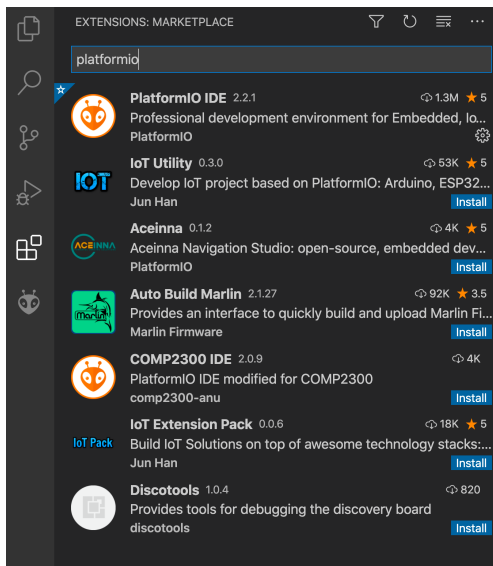 EXTENSIONS: MARKETPLACE
platformio
PlatformIO IDE 2.2.1 1.3M 5
Professional development environment for Embedded, Io...
PlatformIO
IoT Utility 0.3.0 53K 5
Develop IoT project based on PlatformIO: Arduino, ESP32...
Jun Han Install
IOT
Aceinna 0.1.2 4K 5
Aceinna Navigation Studio: open-source, embedded dev...
PlatformIO Install
ACEINNA
Auto Build Marlin 2.1.27 92K 3.5
Provides an interface to quickly build and upload Marlin Fi...
Marlin Firmware Install
Marlin
COMP2300 IDE 2.0.9 4K
PlatformIO IDE modified for COMP2300
comp2300-anu Install
IoT Extension Pack 0.0.6 18K 5
Build IoT Solutions on top of awesome technology stacks:...
Jun Han Install
IoT Pack
Discotools 1.0.4 820
Provides tools for debugging the discovery board
discotools Install